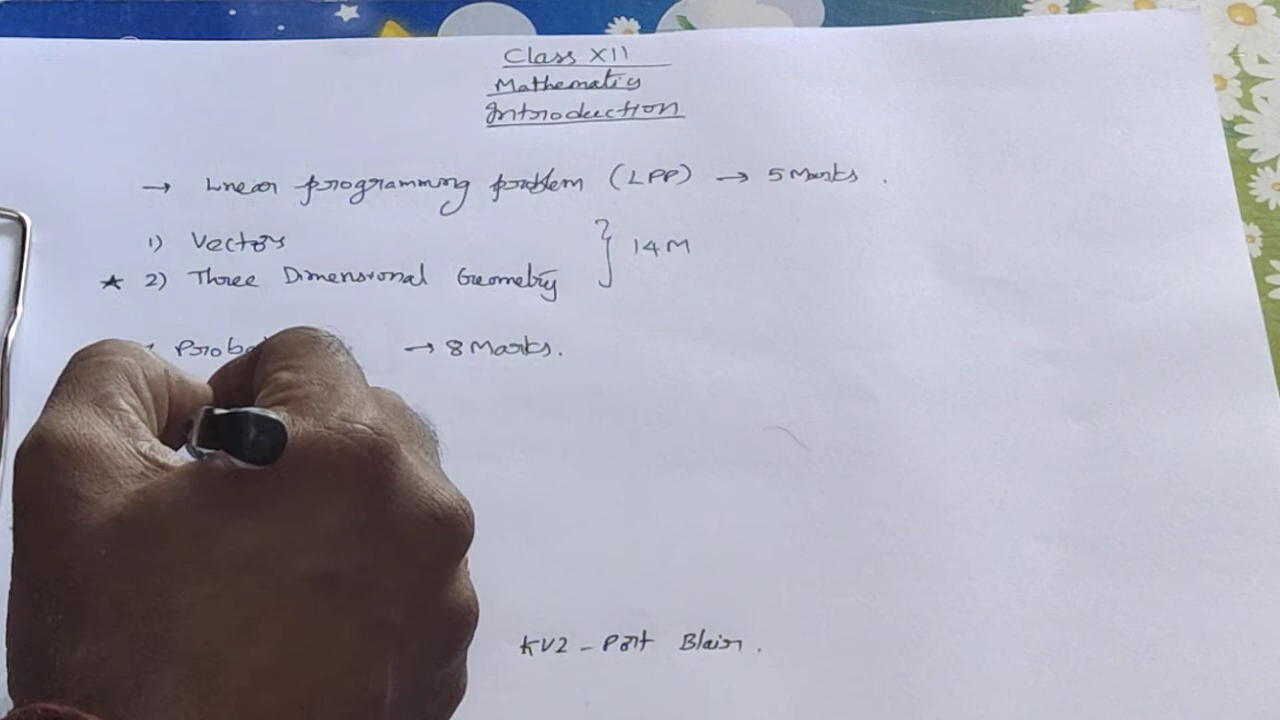 Class XII
Mathematics
Introduction
→ Linear programming problem (LPP) → 5 Marks .
1) Vectors
★ 2) Three Dimensional Geometry } 14M
→ 8 Marks.
KV2 - Port Blair .